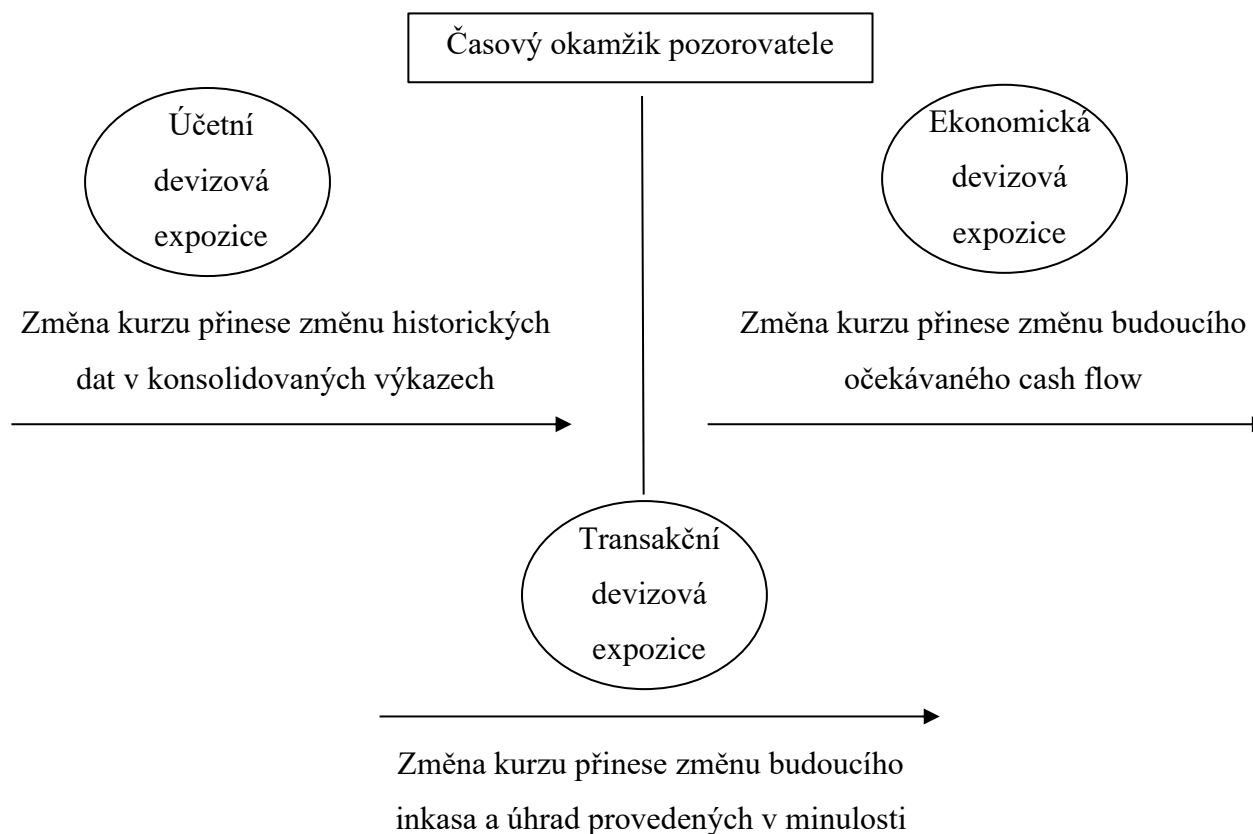 Časový okamžik pozorovatele
Účetní
devizová
expozice
Ekonomická
devizová
expozice
Změna kurzu přinese změnu historických
dat v konsolidovaných výkazech
Změna kurzu přinese změnu budoucího
očekávaného cash flow
Transakční
devizová
expozice
Změna kurzu přinese změnu budoucího
inkasa a úhrad provedených v minulosti